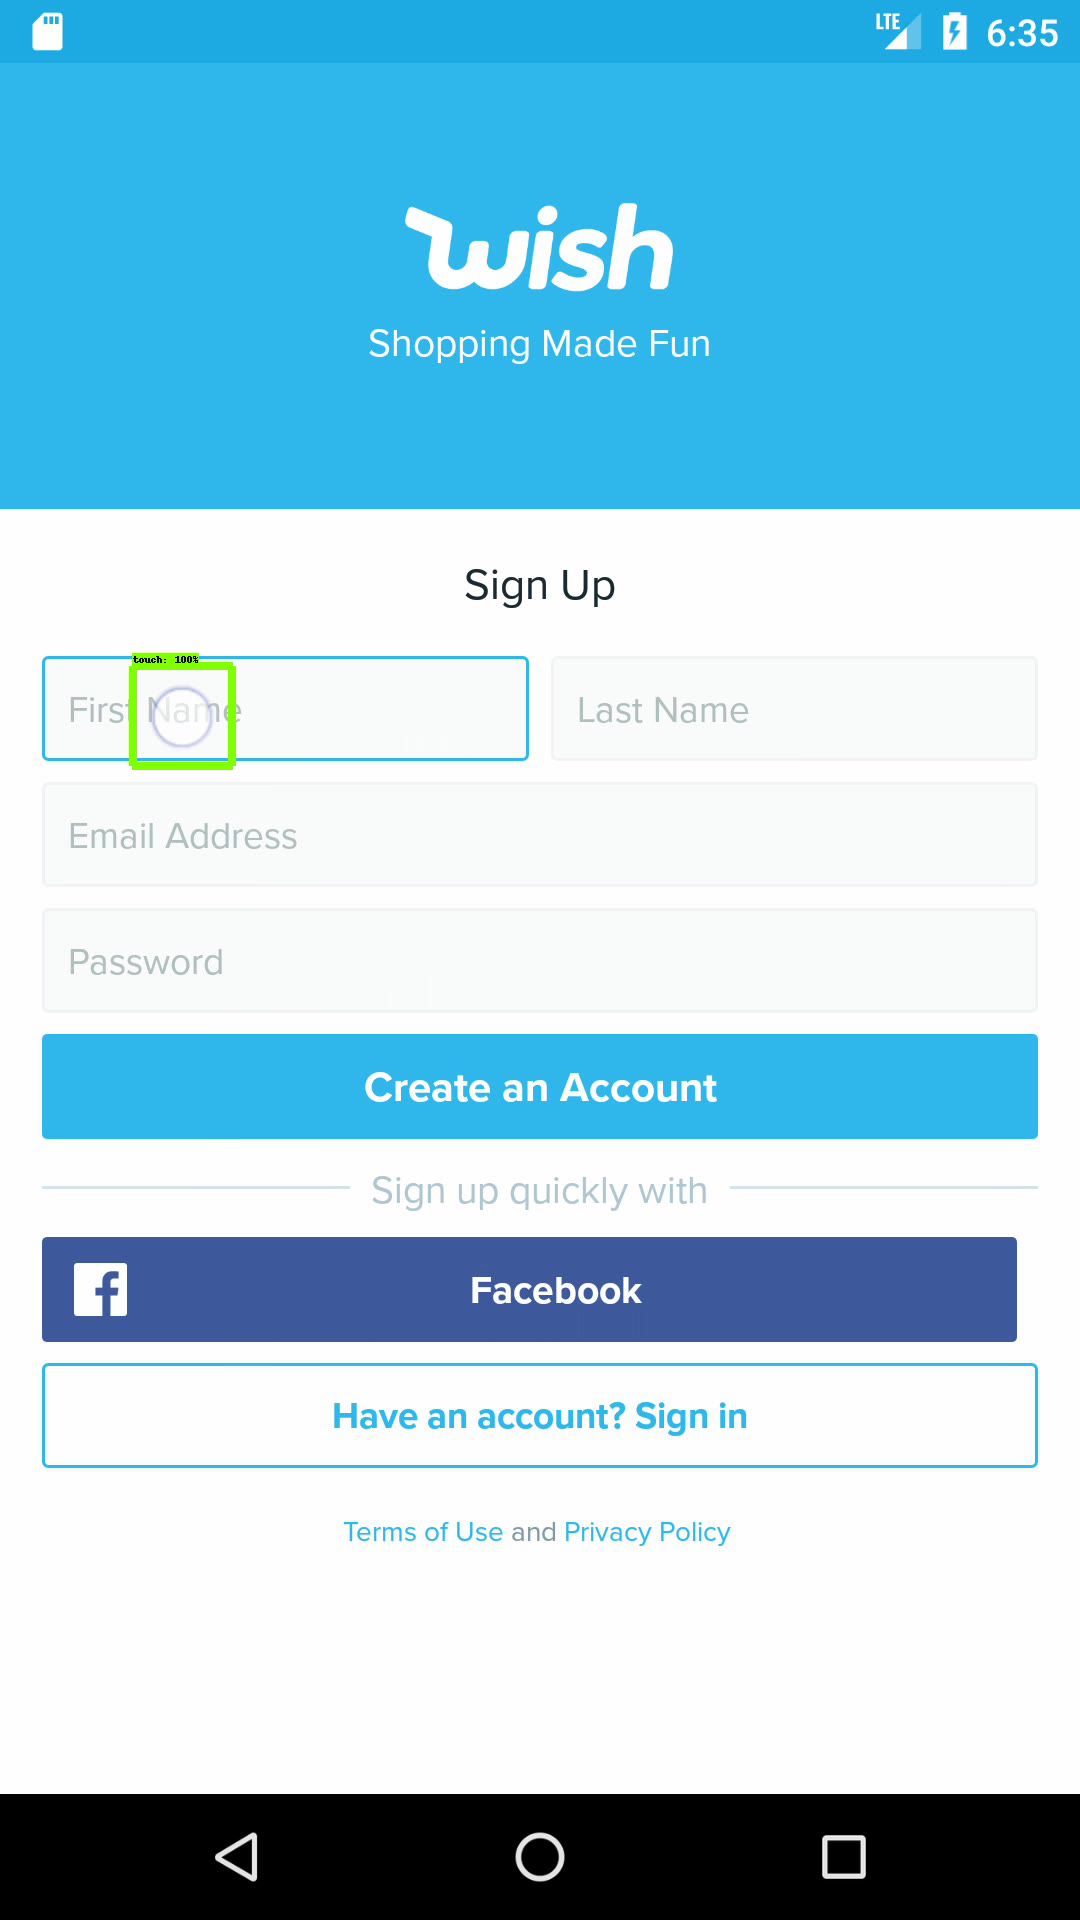 LTE 6:35
wish
Shopping Made Fun
Sign Up
touch: 100%
First Name
Last Name
Email Address
Password
Create an Account
Sign up quickly with
Facebook
Have an account? Sign in
Terms of Use and Privacy Policy